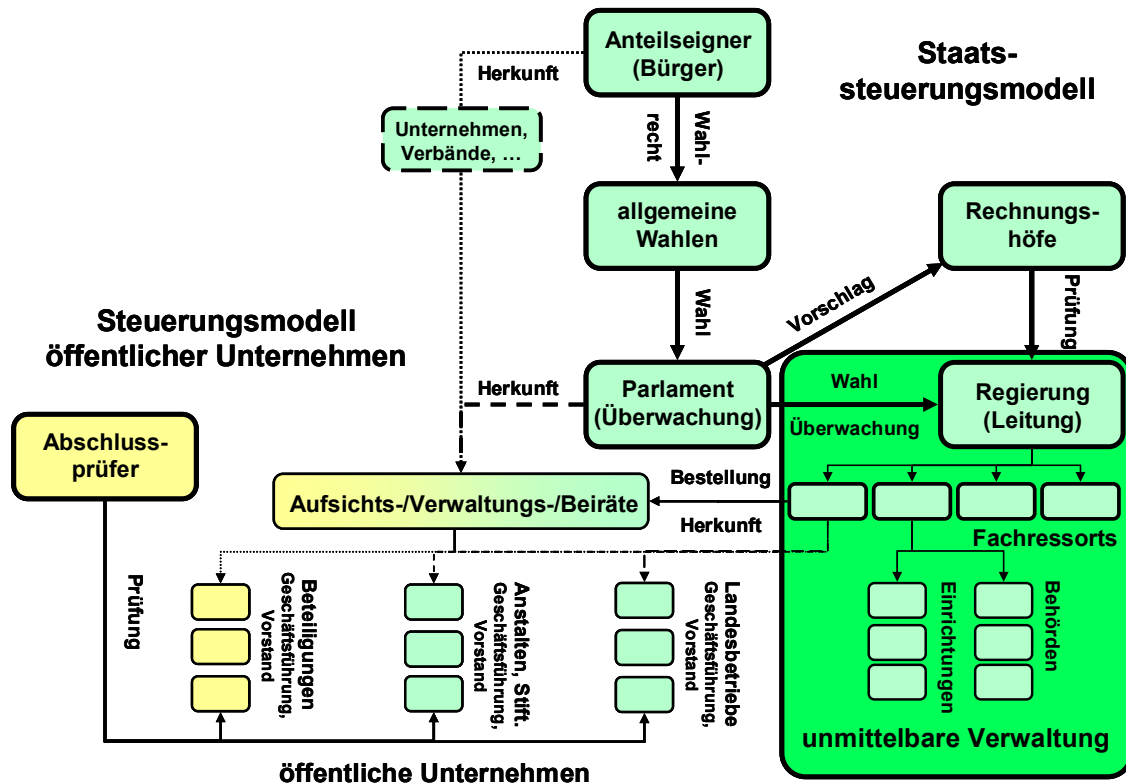 Anteilseigner
(Bürger)
Staats-
steuerungsmodell
Herkunft
Unternehmen,
Verbände, …
Wahl-
recht
allgemeine
Wahlen
Rechnungs-
höfe
Wahl
Vorschlag
Prüfung
Steuerungsmodell
öffentlicher Unternehmen
Herkunft
Parlament
(Überwachung)
Wahl
Überwachung
Regierung
(Leitung)
Abschluss-
prüfer
Aufsichts-/Verwaltungs-/Beiräte
Bestellung
Herkunft
Fachressorts
Prüfung
Beteiligungen
Geschäftsführung,
Vorstand
Anstalten, Stift.
Geschäftsführung,
Vorstand
Landesbetriebe
Geschäftsführung,
Vorstand
Einrichtungen
Behörden
unmittelbare Verwaltung
öffentliche Unternehmen